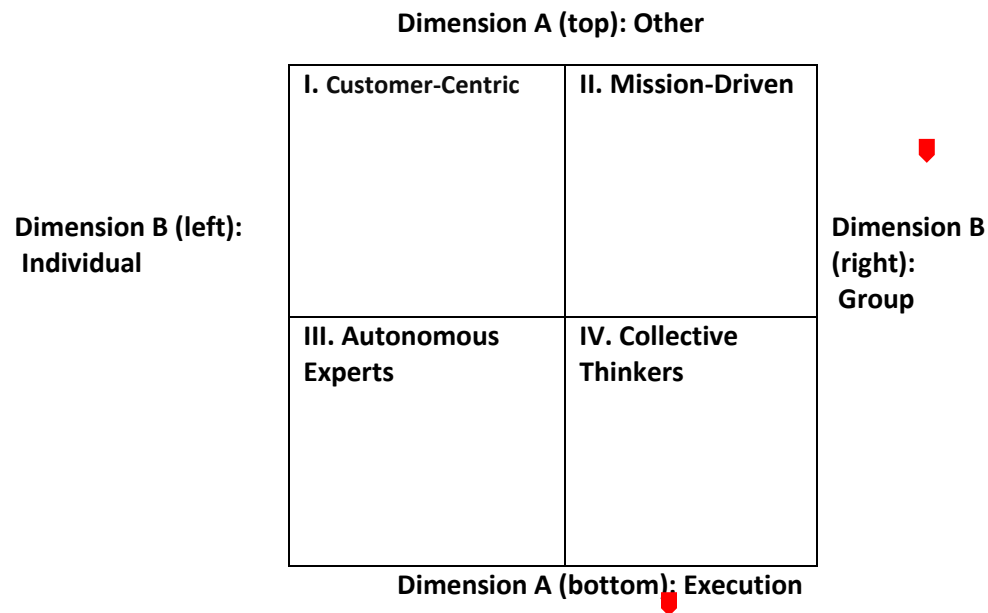 Dimension A (top): Other
I. Customer-Centric
II. Mission-Driven
Dimension B (left):
Individual
Dimension B
(right):
Group
III. Autonomous
Experts
IV. Collective
Thinkers
Dimension A (bottom): Execution